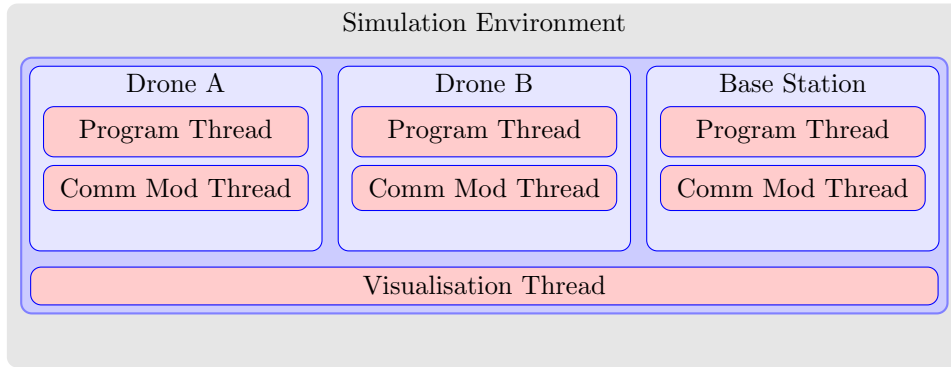 Simulation Environment
Drone A
Program Thread
Comm Mod Thread
Drone B
Program Thread
Comm Mod Thread
Base Station
Program Thread
Comm Mod Thread
Visualisation Thread